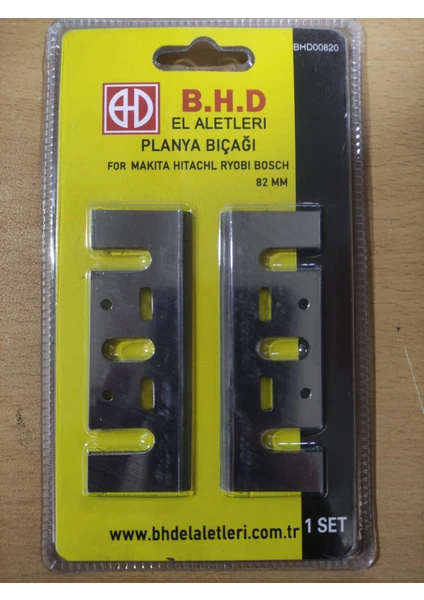 BHD00820
BHD
B.H.D
EL ALETLERI
PLANYA BIÇAĞI
FOR MAKITA HITACHL RYOBI BOSCH
82 MM
www.bhdelaletleri.com.tr
1 SET